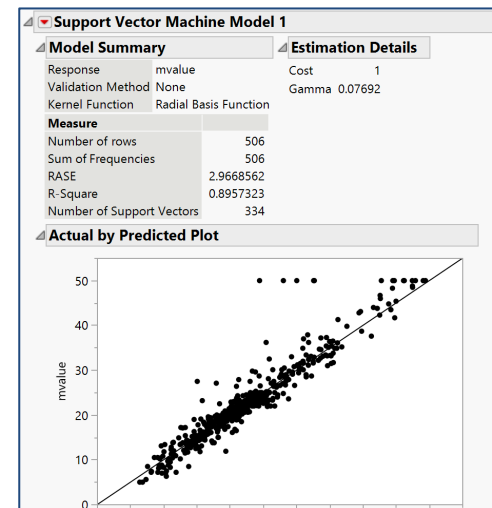 Support Vector Machine Model 1
Model Summary
Response mvalue
Validation Method None
Kernel Function Radial Basis Function
Measure
Number of rows 506
Sum of Frequencies 506
RASE 2.9668562
R-Square 0.8957323
Number of Support Vectors 334
Estimation Details
Cost 1
Gamma 0.07692
Actual by Predicted Plot
50
40
30
20
10
0
mvalue